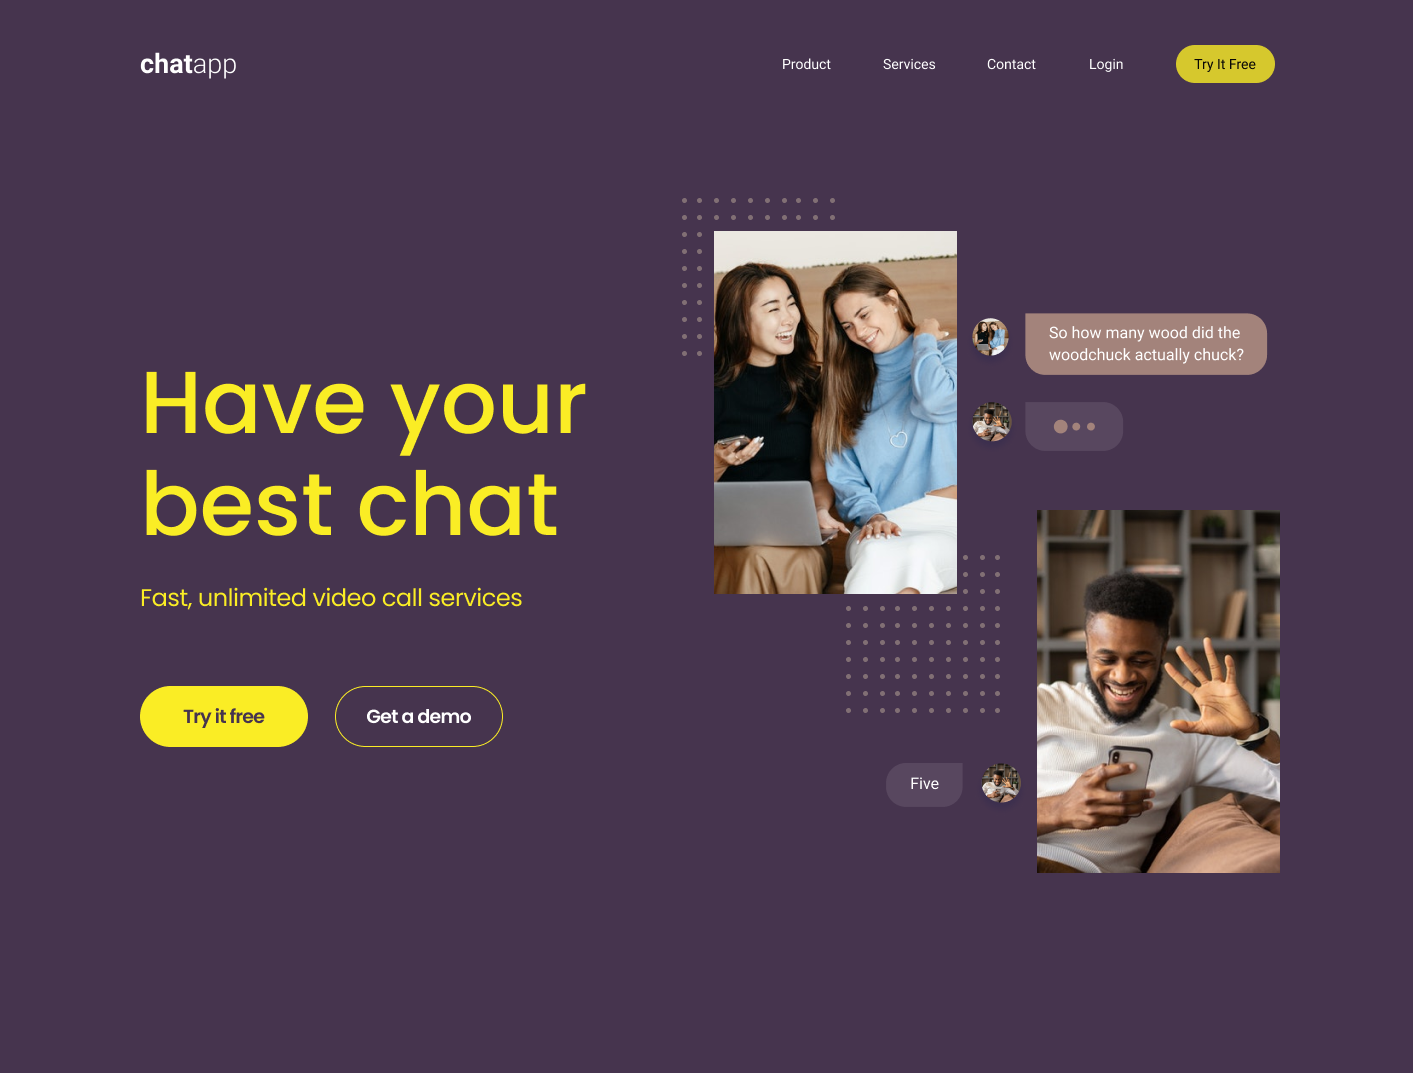 chatapp
Product
Services
Contact
Login
Try It Free
Have your
best chat
Fast, unlimited video call services
Try it free
Get a demo
So how many wood did the
woodchuck actually chuck?
Five